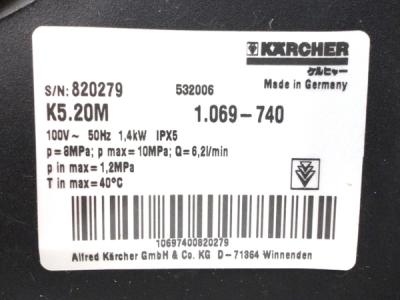 KÄRCHER
ケルヒャー
Made in Germany
S/N: 820279 532006
K5.20M 1.069-740
100V~ 50Hz 1,4kW IPX5
p=8MPa; p max=10MPa; Q=6,2l/min
p in max=1,2MPa
T in max=40°C
10697400820279
Alfred Kärcher GmbH & Co. KG D-71364 Winnenden